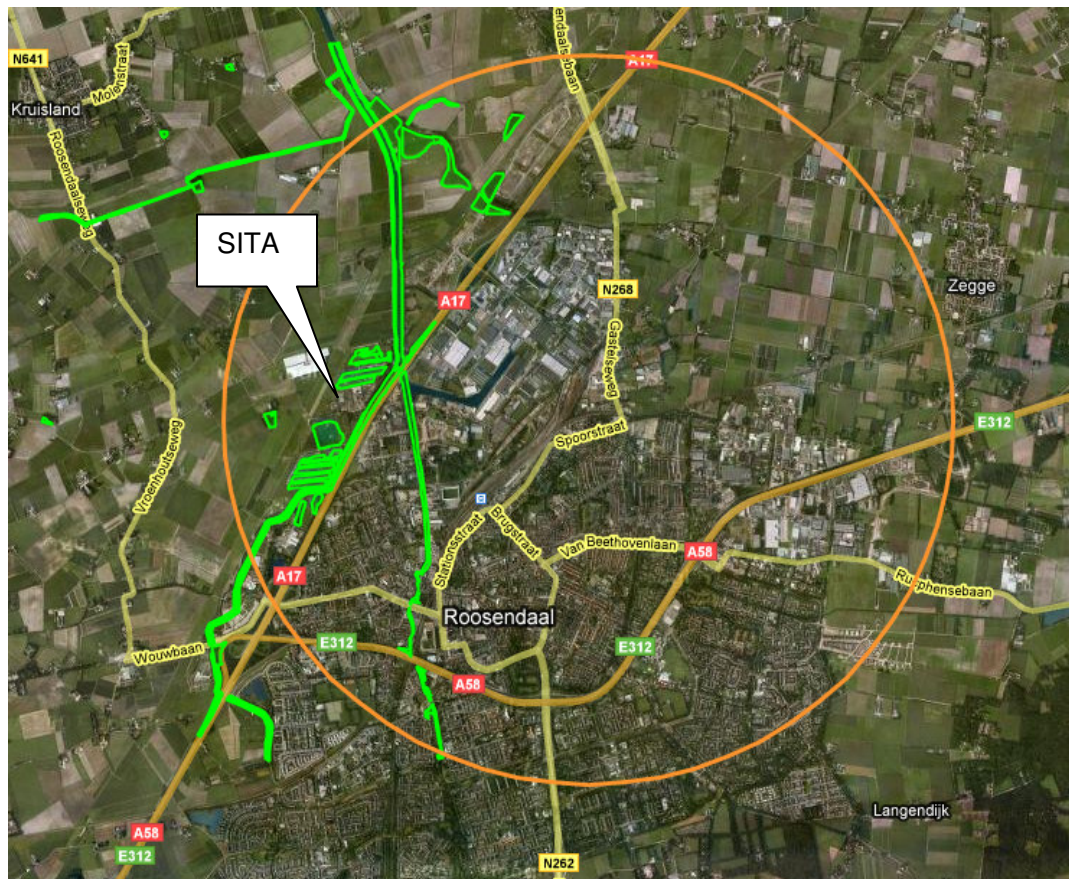 endaalsebaan
A17
N641
Molenstraat
Kruisland
Roosendaalseweg
SITA
N268
Zegge
A17
Gastelseweg
E312
Spoorstraat
Vroenhoutseweg
Stationsstraat
Brugstraat
Van Beethovenlaan
A58
A17
Rucphensebaan
Roosendaal
E312
E312
Wouwbaan
A58
Langendijk
A58
E312
N262